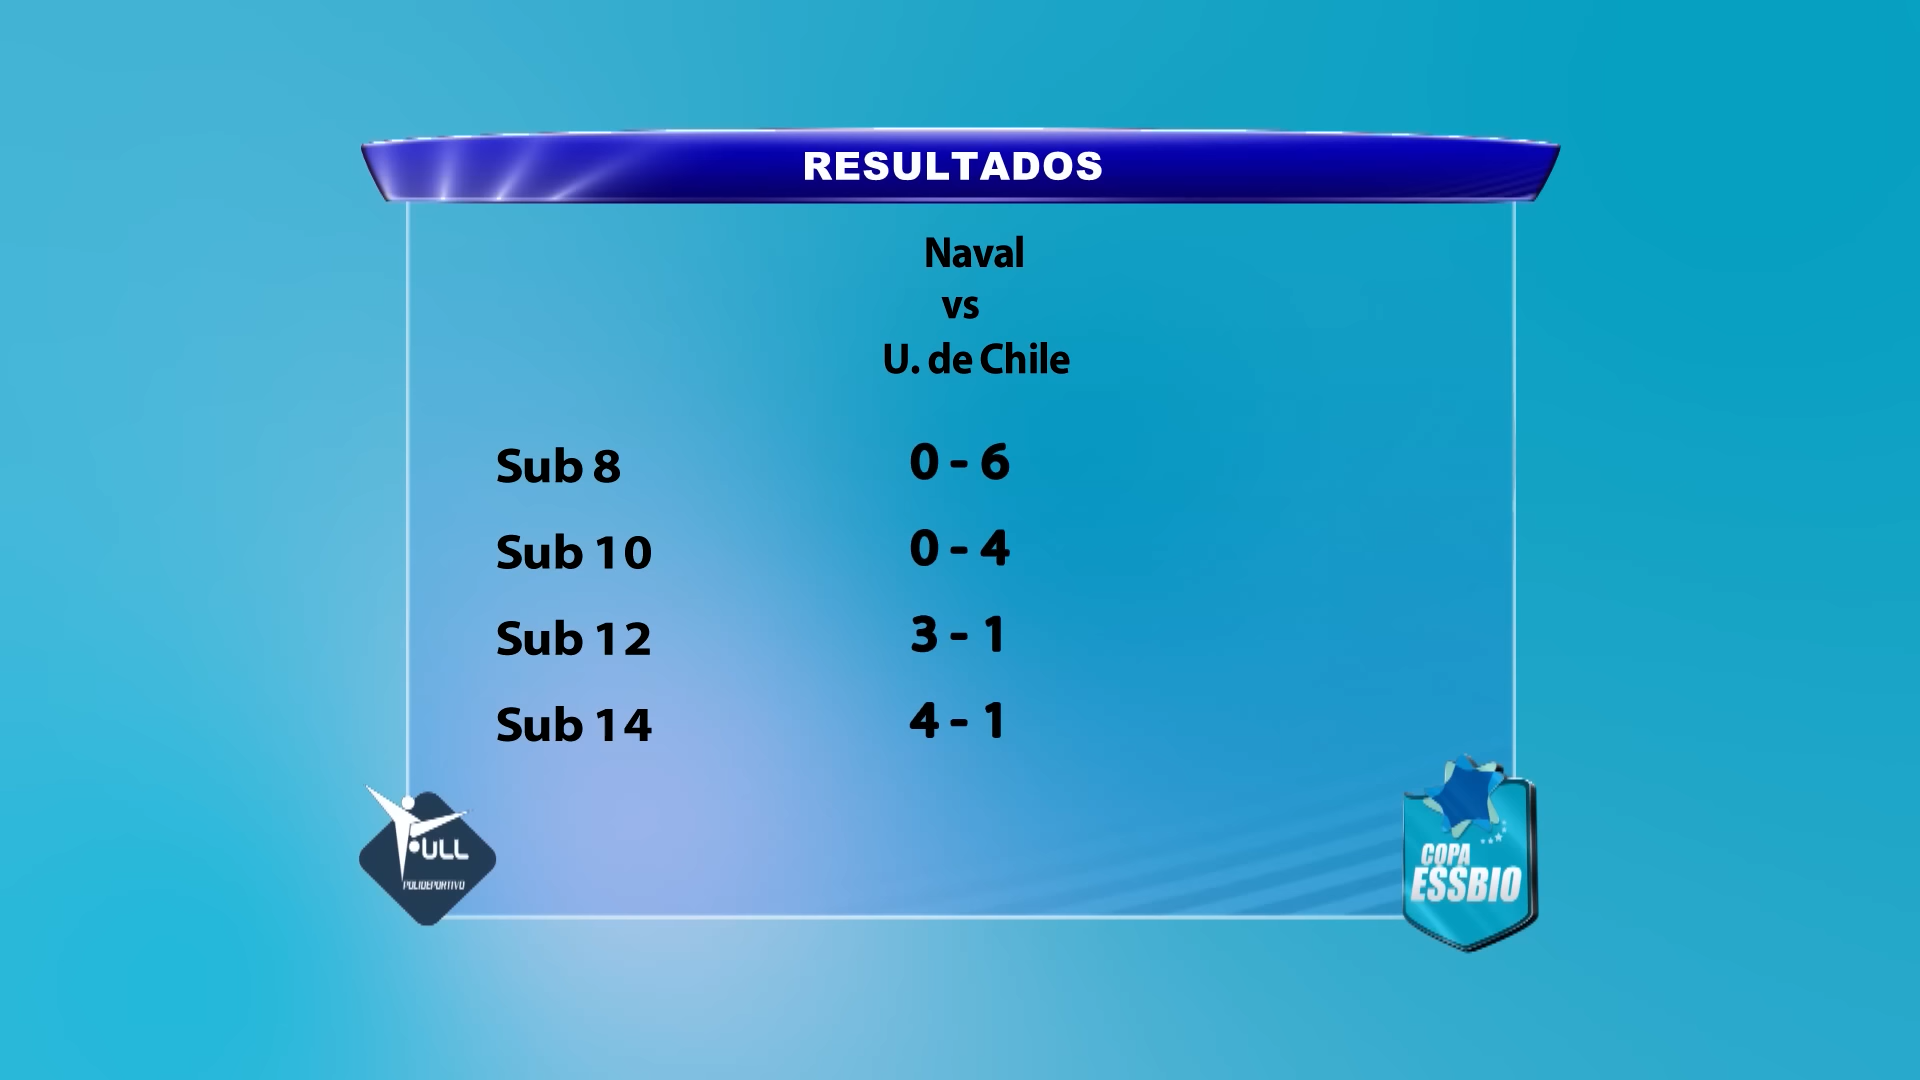 RESULTADOS
Naval
vs
U. de Chile
Sub 8 0 - 6
Sub 10 0 - 4
Sub 12 3 - 1
Sub 14 4 - 1
FULL
POLIDEPORTIVO
COPA
ESSBIO